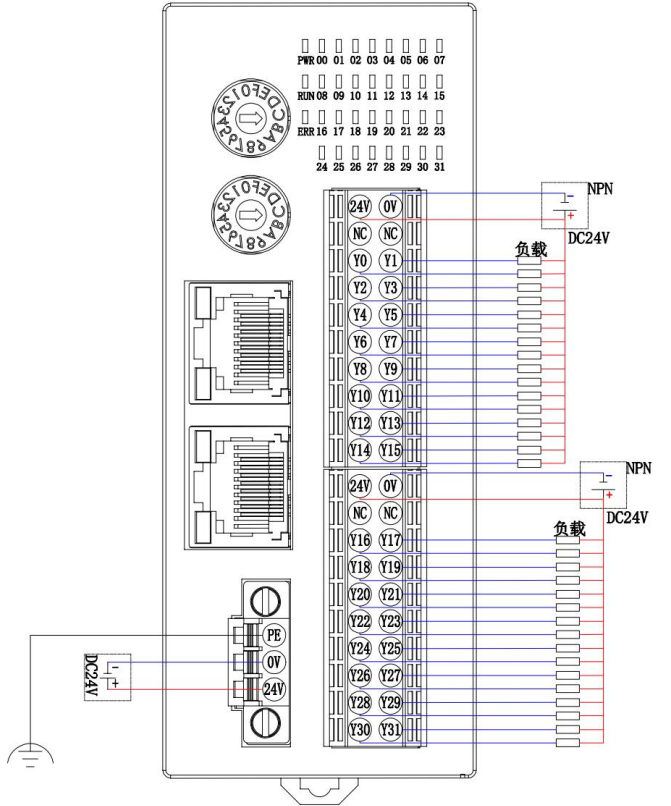 PWR 00 01 02 03 04 05 06 07
RUN 08 09 10 11 12 13 14 15
ERR 16 17 18 19 20 21 22 23
24 25 26 27 28 29 30 31
0123456789ABCDEF
0123456789ABCDEF
24V 0V
NC NC
Y0 Y1
Y2 Y3
Y4 Y5
Y6 Y7
Y8 Y9
Y10 Y11
Y12 Y13
Y14 Y15
- NPN
+
DC24V
负载
24V 0V
NC NC
Y16 Y17
Y18 Y19
Y20 Y21
Y22 Y23
Y24 Y25
Y26 Y27
Y28 Y29
Y30 Y31
- NPN
+
DC24V
负载
PE
0V
24V
DC24V
-
+